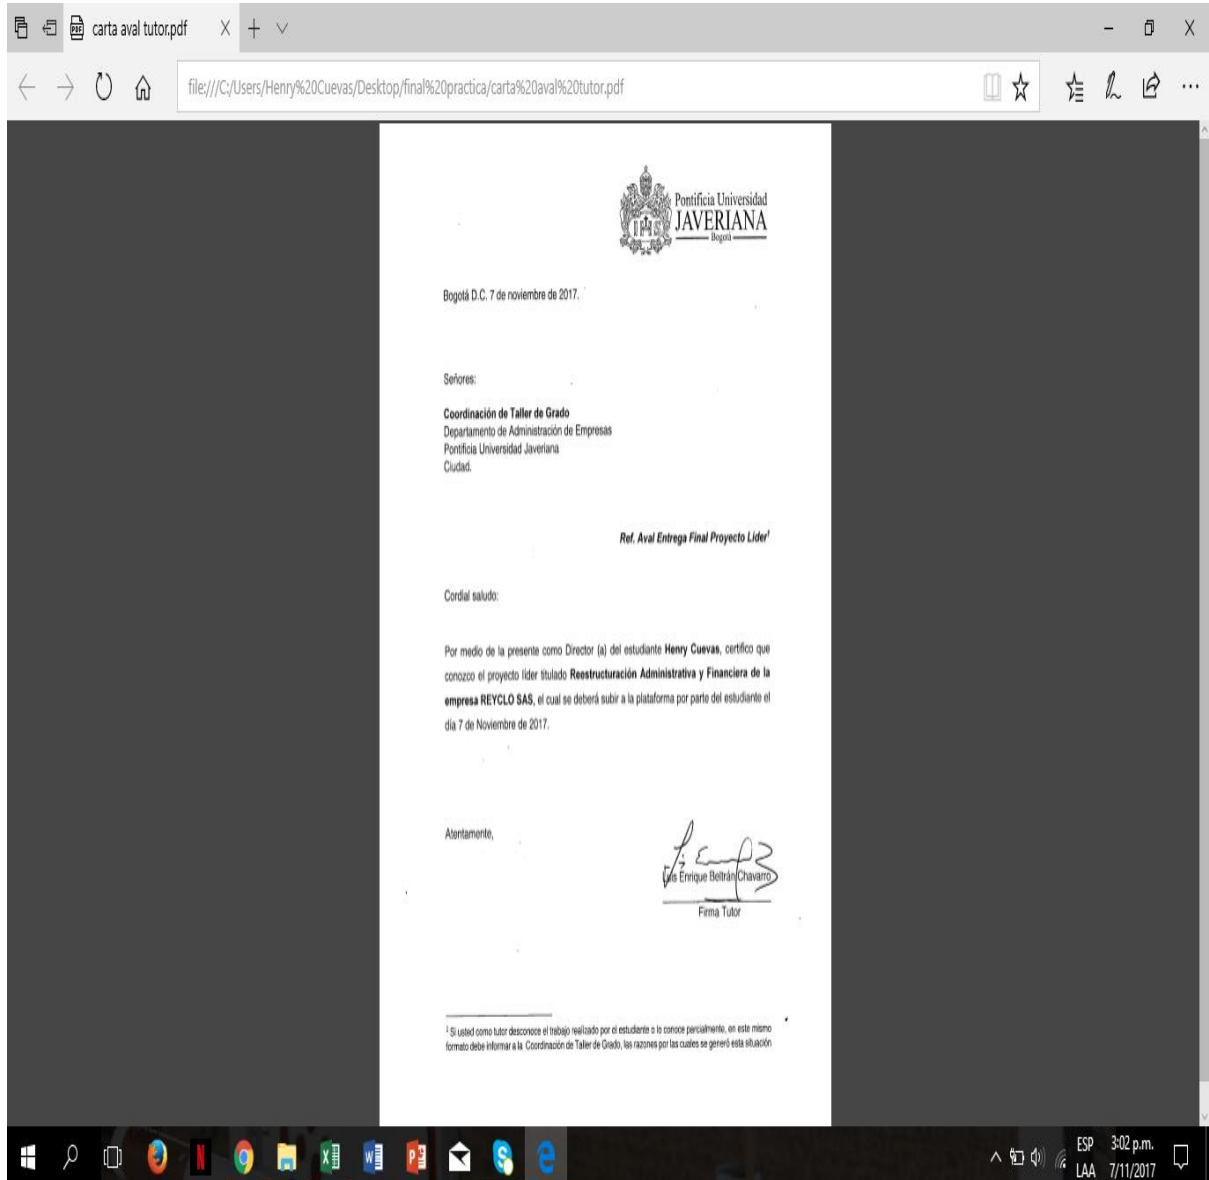 carta aval tutor.pdf
file:///C:/Users/Henry%20Cuevas/Desktop/final%20practica/carta%20aval%20tutor.pdf
Pontificia Universidad
JAVERIANA
Bogotá
Bogotá D.C. 7 de noviembre de 2017.
Señores:
Coordinación de Taller de Grado
Departamento de Administración de Empresas
Pontificia Universidad Javeriana
Ciudad.
Ref. Aval Entrega Final Proyecto Lider¹
Cordial saludo:
Por medio de la presente como Director (a) del estudiante Henry Cuevas, certifico que
conozco el proyecto líder titulado Reestructuración Administrativa y Financiera de la
empresa REYCLO SAS, el cual se deberá subir a la plataforma por parte del estudiante el
día 7 de Noviembre de 2017.
Atentamente,
Luis Enrique Beltrán Chavarro
Firma Tutor
¹ Si usted como tutor desconoce el trabajo realizado por el estudiante o lo conoce parcialmente, en este mismo
formato debe informar a la Coordinación de Taller de Grado, las razones por las cuales se generó esta situación
ESP 3:02 p.m.
LAA 7/11/2017